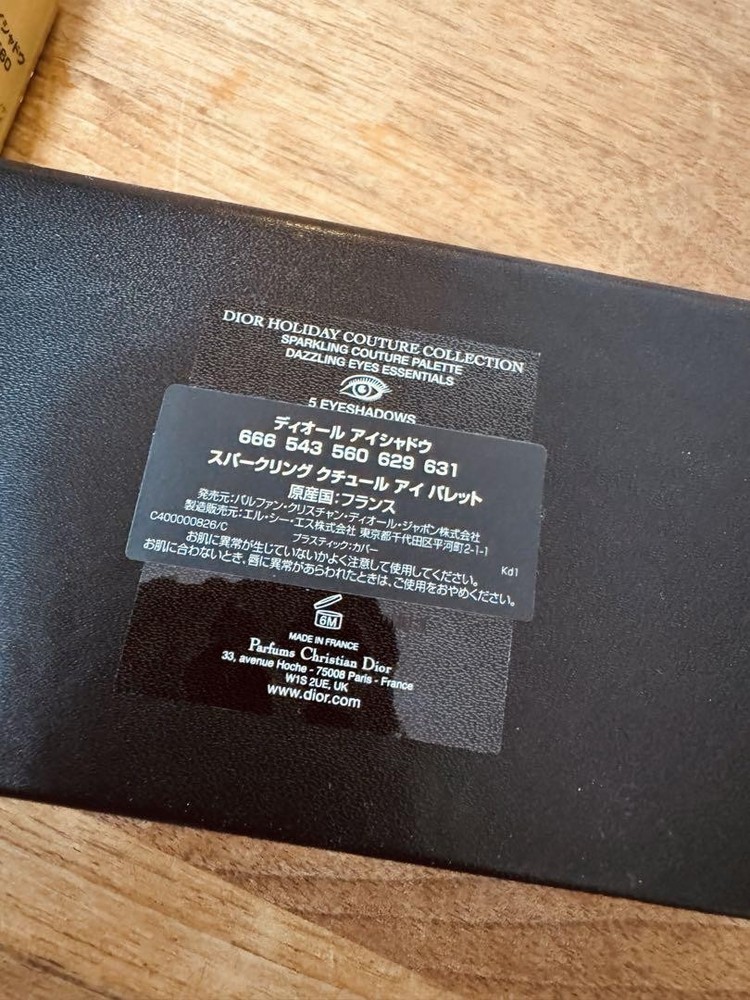 DIOR HOLIDAY COUTURE COLLECTION
SPARKLING COUTURE PALETTE
DAZZLING EYES ESSENTIALS
5 EYESHADOWS
ディオール アイシャドウ
666 543 560 629 631
スパークリング クチュール アイ パレット
原産国:フランス
発売元:パルファン・クリスチャン・ディオール・ジャポン株式会社
製造販売元:エル・シー・エス株式会社 東京都千代田区平河町2-1-1
C400000826/C
プラスティック:カバー
Kd1
お肌に異常が生じていないかよく注意して使用してください。
お肌に合わないとき、唇に異常があらわれたときは、ご使用をおやめください。
6M
MADE IN FRANCE
Parfums Christian Dior
33, avenue Hoche - 75008 Paris - France
W1S 2UE, UK
www.dior.com